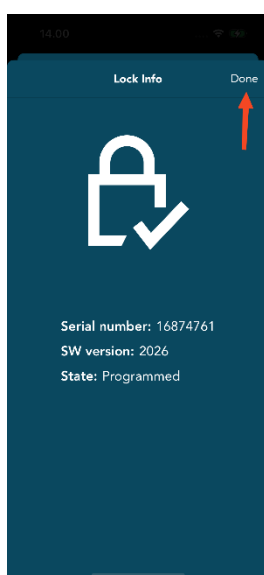 14.00
Lock Info
Done
Serial number: 16874761
SW version: 2026
State: Programmed